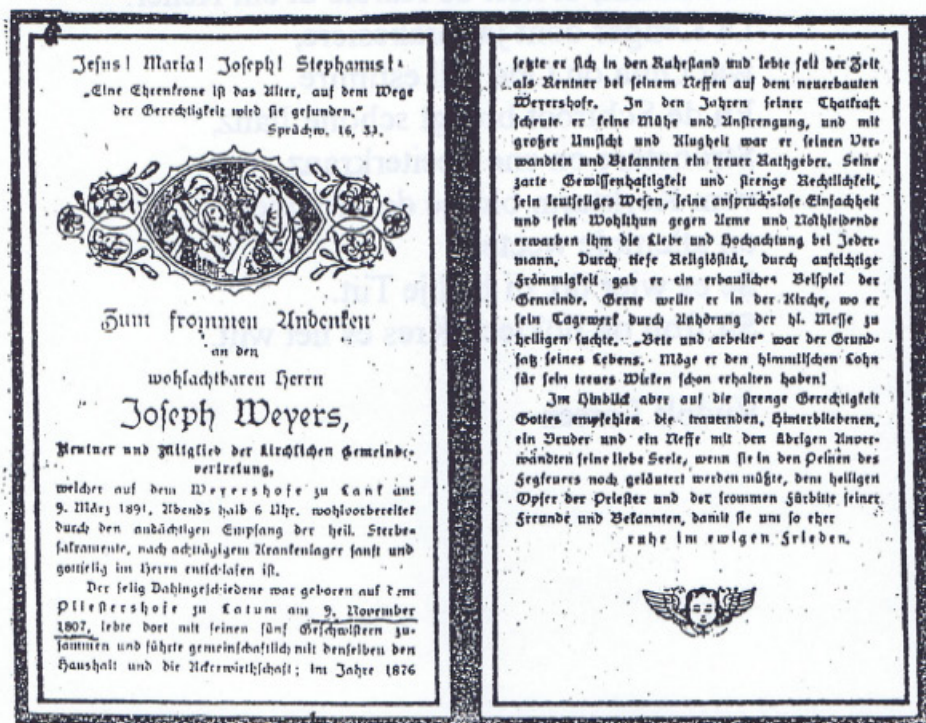 Jesus! Maria! Joseph! Stephanus!
„Eine Ehrenkrone ist das Alter, auf dem Wege
der Gerechtigkeit wird sie gefunden.“
Sprüchw. 16, 31.
Zum frommen Andenken
an den
wohlachtbaren Herrn
Joseph Weyers,
Rentner und Mitglied der kirchlichen Gemeinde-
vertretung,
welcher auf dem Weyershofe zu Lank am
9. März 1891, Abends halb 6 Uhr, wohlvorbereitet
durch den andächtigen Empfang der heil. Sterbe-
sakramente, nach achttägigem Krankenlager sanft und
gottselig im Herrn entschlafen ist.
Der selig Dahingeschiedene war geboren auf dem
Pliestershofe zu Latum am 9. November
1807, lebte dort mit seinen fünf Geschwistern zu-
sammen und führte gemeinschaftlich mit denselben den
Haushalt und die Ackerwirthschaft; im Jahre 1876
setzte er sich in den Ruhestand und lebte seit der Zeit
als Rentner bei seinem Neffen auf dem neuerbauten
Weyershofe. In den Jahren seiner Thatkraft
scheute er keine Mühe und Anstrengung, und mit
großer Umsicht und Klugheit war er seinen Ver-
wandten und Bekannten ein treuer Rathgeber. Seine
zarte Gewissenhaftigkeit und strenge Rechtlichkeit,
sein leutseliges Wesen, seine anspruchslose Einfachheit
und sein Wohlthun gegen Arme und Nothleidende
erwarben ihm die Liebe und Hochachtung bei Jeder-
mann. Durch tiefe Religiösität, durch aufrichtige
Frömmigkeit gab er ein erbauliches Beispiel der
Gemeinde. Gerne weilte er in der Kirche, wo er
sein Tagewerk durch Anhörung der hl. Messe zu
heiligen suchte. „Bete und arbeite“ war der Grund-
satz seines Lebens. Möge er den himmlischen Lohn
für sein treues Wirken schon erhalten haben!
Im Hinblick aber auf die strenge Gerechtigkeit
Gottes empfehlen die trauernden Hinterbliebenen,
ein Bruder und ein Neffe mit den übrigen Anver-
wandten seine liebe Seele, wenn sie in den Peinen des
Fegfeuers noch geläutert werden müßte, dem heiligen
Opfer der Priester und der frommen Fürbitte seiner
Freunde und Bekannten, damit sie um so eher
ruhe im ewigen Frieden.